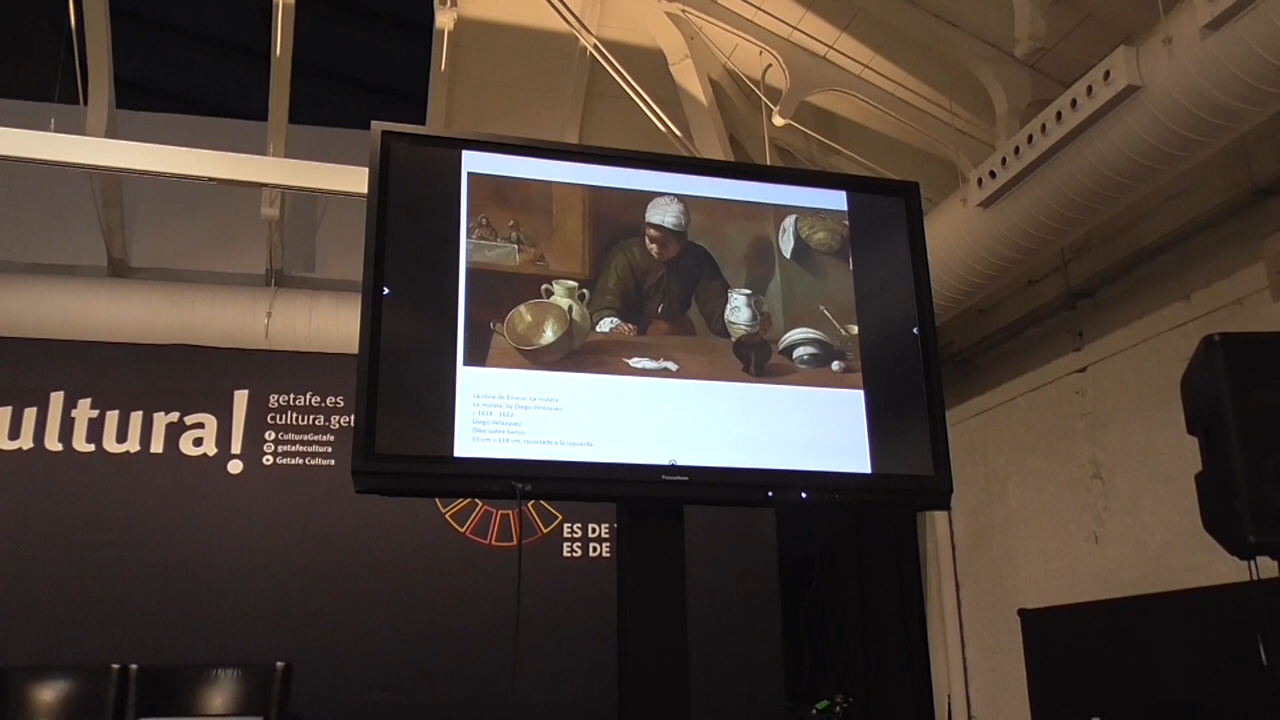 ultura!
getafe.es
cultura.get
CulturaGetafe
getafecultura
Getafe Cultura
La cena de Emaus. La mulata
La mulata, by Diego Velázquez
- 1618 - 1622
Diego Velázquez
Óleo sobre lienzo
55 cm × 118 cm, recortado a la izquierda
ES DE
ES DE